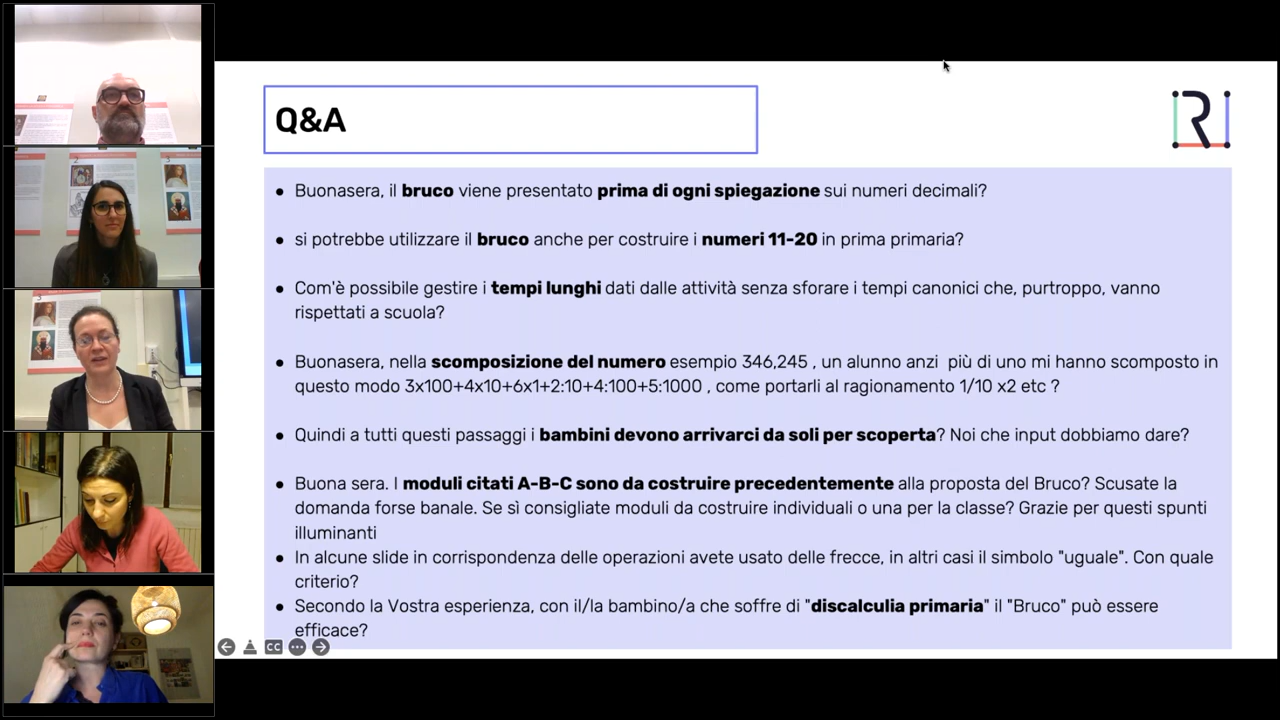 Q&A
● Buonasera, il bruco viene presentato prima di ogni spiegazione sui numeri decimali?
● si potrebbe utilizzare il bruco anche per costruire i numeri 11-20 in prima primaria?
● Com'è possibile gestire i tempi lunghi dati dalle attività senza sforare i tempi canonici che, purtroppo, vanno
rispettati a scuola?
● Buonasera, nella scomposizione del numero esempio 346,245 , un alunno anzi  più di uno mi hanno scomposto in
questo modo 3x100+4x10+6x1+2:10+4:100+5:1000 , come portarli al ragionamento 1/10 x2 etc ?
● Quindi a tutti questi passaggi i bambini devono arrivarci da soli per scoperta? Noi che input dobbiamo dare?
● Buona sera. I moduli citati A-B-C sono da costruire precedentemente alla proposta del Bruco? Scusate la
domanda forse banale. Se sì consigliate moduli da costruire individuali o una per la classe? Grazie per questi spunti
illuminanti
● In alcune slide in corrispondenza delle operazioni avete usato delle frecce, in altri casi il simbolo "uguale". Con quale
criterio?
● Secondo la Vostra esperienza, con il/la bambino/a che soffre di "discalculia primaria" il "Bruco" può essere
efficace?
CC